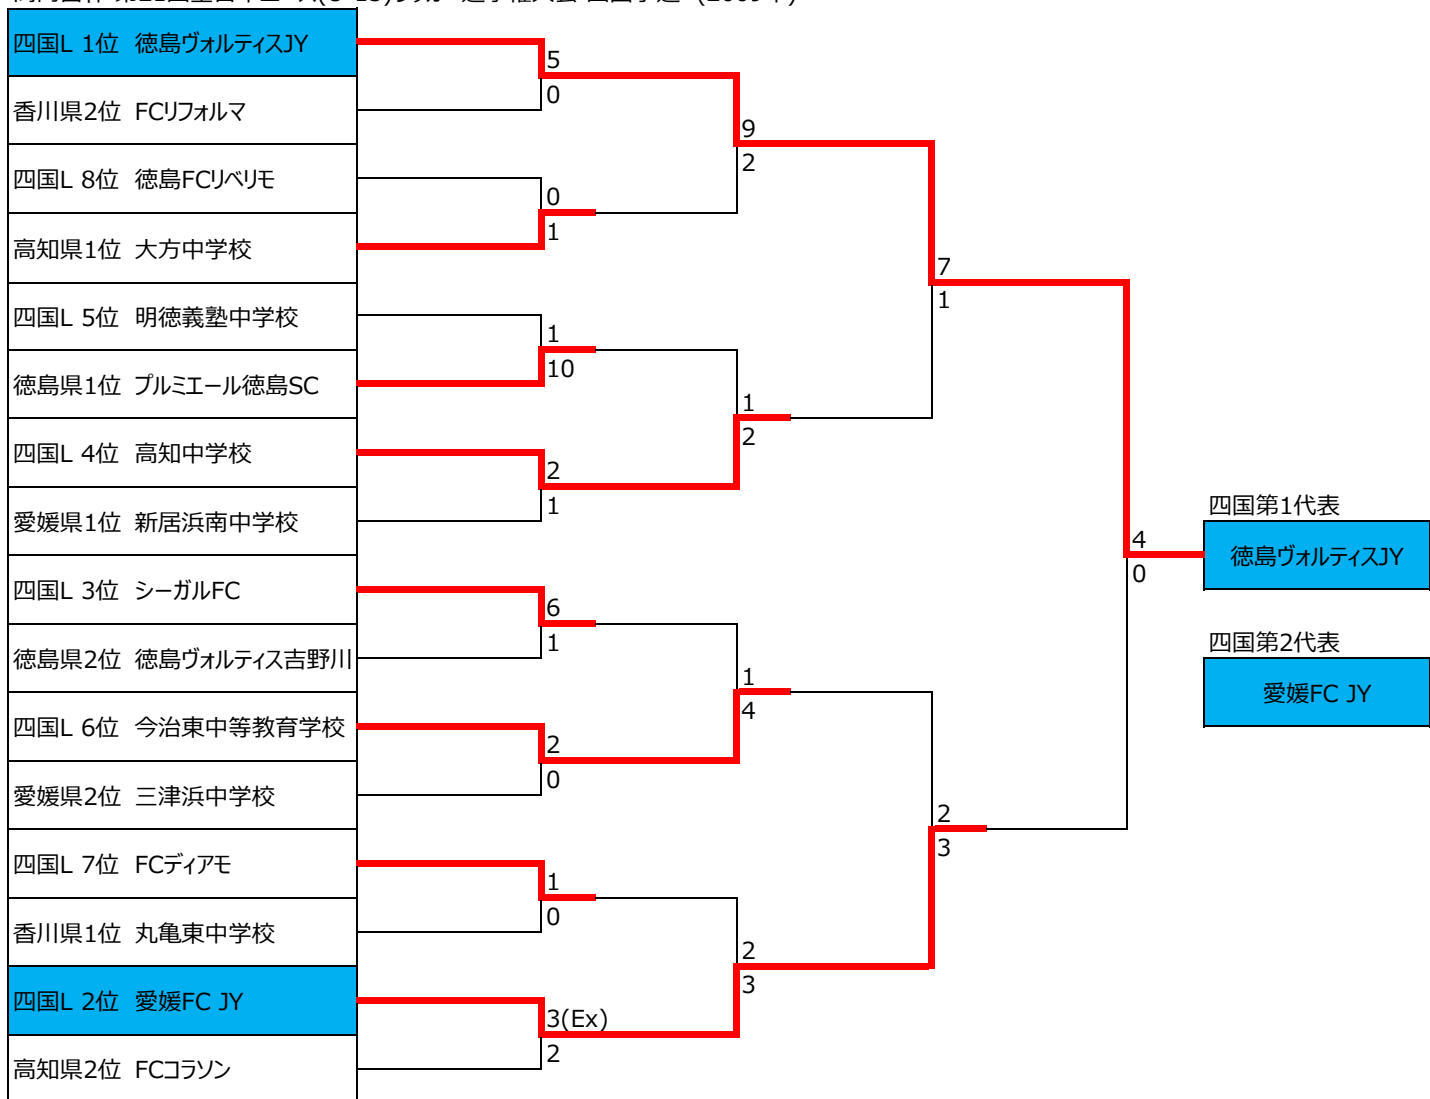 四国L 1位 徳島ヴォルティスJY
香川県2位 FCリフォルマ
四国L 8位 徳島FCリベリモ
高知県1位 大方中学校
四国L 5位 明徳義塾中学校
徳島県1位 プルミエール徳島SC
四国L 4位 高知中学校
愛媛県1位 新居浜南中学校
四国L 3位 シーガルFC
徳島県2位 徳島ヴォルティス吉野川
四国L 6位 今治東中等教育学校
愛媛県2位 三津浜中学校
四国L 7位 FCディアモ
香川県1位 丸亀東中学校
四国L 2位 愛媛FC JY
高知県2位 FCコラソン
5
0
0
1
1
10
2
1
6
1
2
0
1
0
3(Ex)
2
9
2
1
2
1
4
2
3
7
1
2
3
4
0
四国第1代表
徳島ヴォルティスJY
四国第2代表
愛媛FC JY